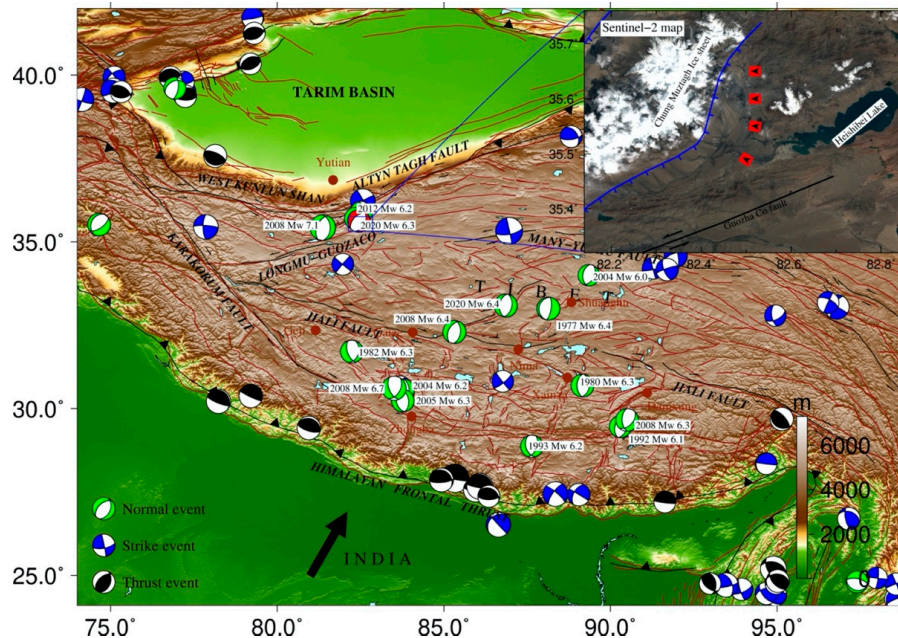 Sentinel−2 map
Chung Muztagh Ice sheet
Heishibei Lake
Guozha Co fault
35.7°
35.6°
35.5°
35.4°
82.2°
82.4°
82.6°
82.8°
40.0°
35.0°
30.0°
25.0°
75.0°
80.0°
85.0°
90.0°
95.0°
TARIM BASIN
Yutian
WEST KUNLUN SHAN
ALTYN TAGH FAULT
2012 Mw 6.2
2008 Mw 7.1
2020 Mw 6.3
KARAKORUM FAULT
LONGMU−GUOZACO
2004 Mw 6.0
T I B E T
Shuanghu
2020 Mw 6.4
2008 Mw 6.4
1977 Mw 6.4
HALI FAULT
1982 Mw 6.3
Nima
2008 Mw 6.7
2004 Mw 6.2
2005 Mw 6.3
1980 Mw 6.3
HALI FAULT
2008 Mw 6.3
1992 Mw 6.1
1993 Mw 6.2
HIMALAYAN FRONTAL THRUST
INDIA
m
6000
4000
2000
Normal event
Strike event
Thrust event